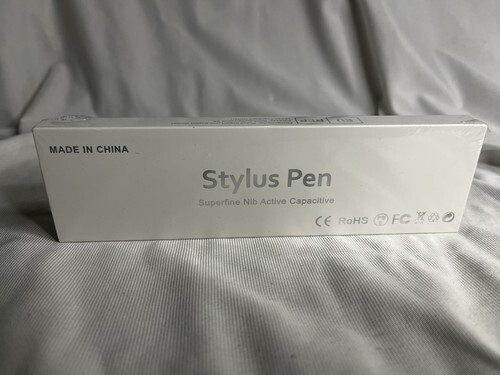 MADE IN CHINA
Stylus Pen
Superfine Nib Active Capacitive
CE RoHS FC